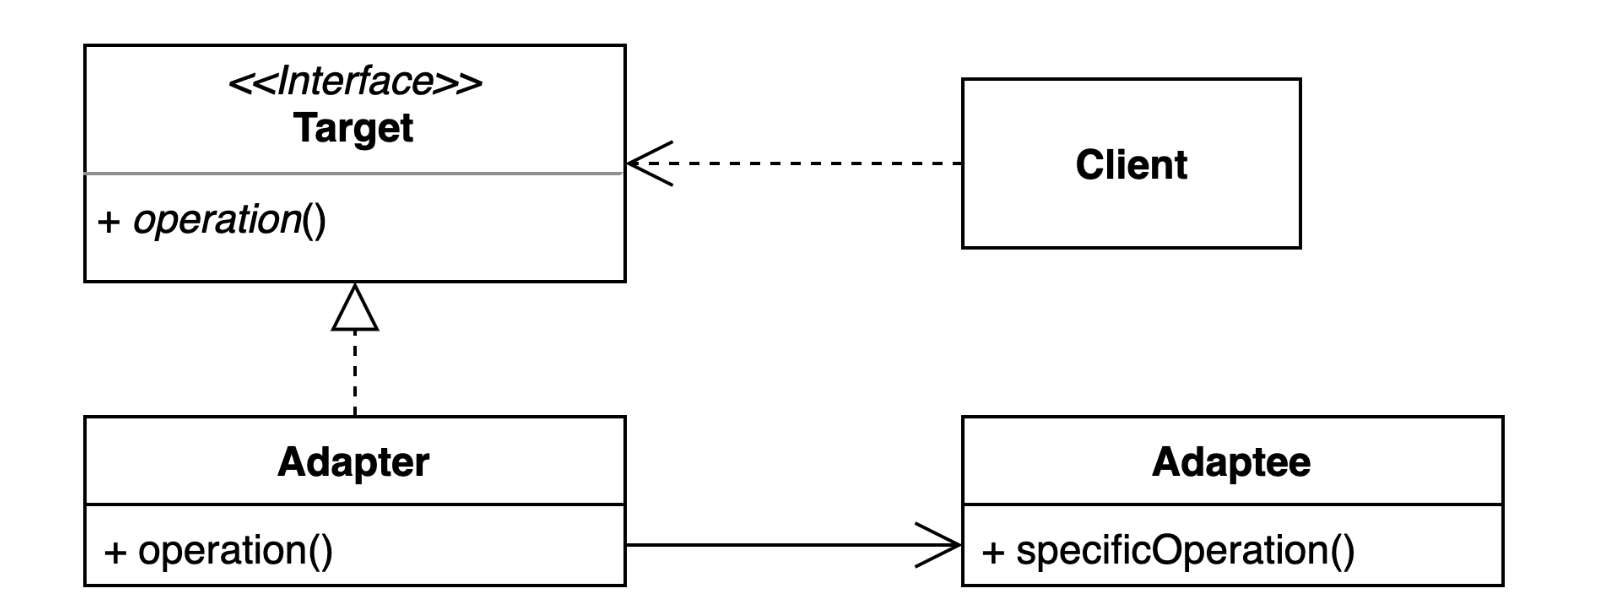 <<Interface>>
Target
+ operation()
Client
Adapter
+ operation()
Adaptee
+ specificOperation()